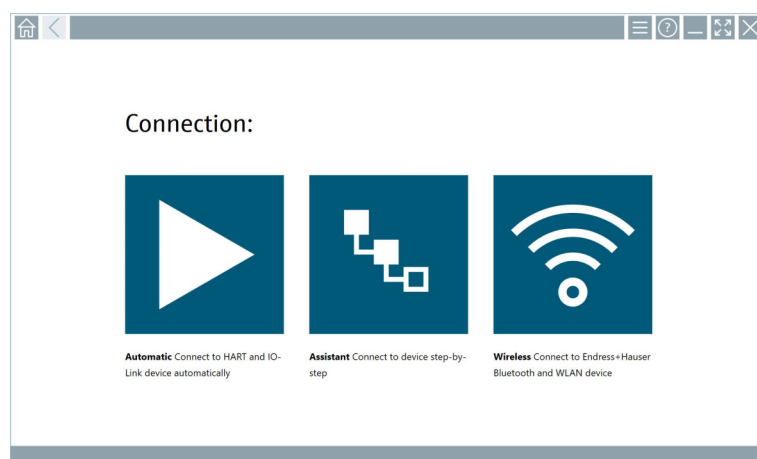 Connection:
Automatic Connect to HART and IO-
Link device automatically
Assistant Connect to device step-by-
step
Wireless Connect to Endress+Hauser
Bluetooth and WLAN device